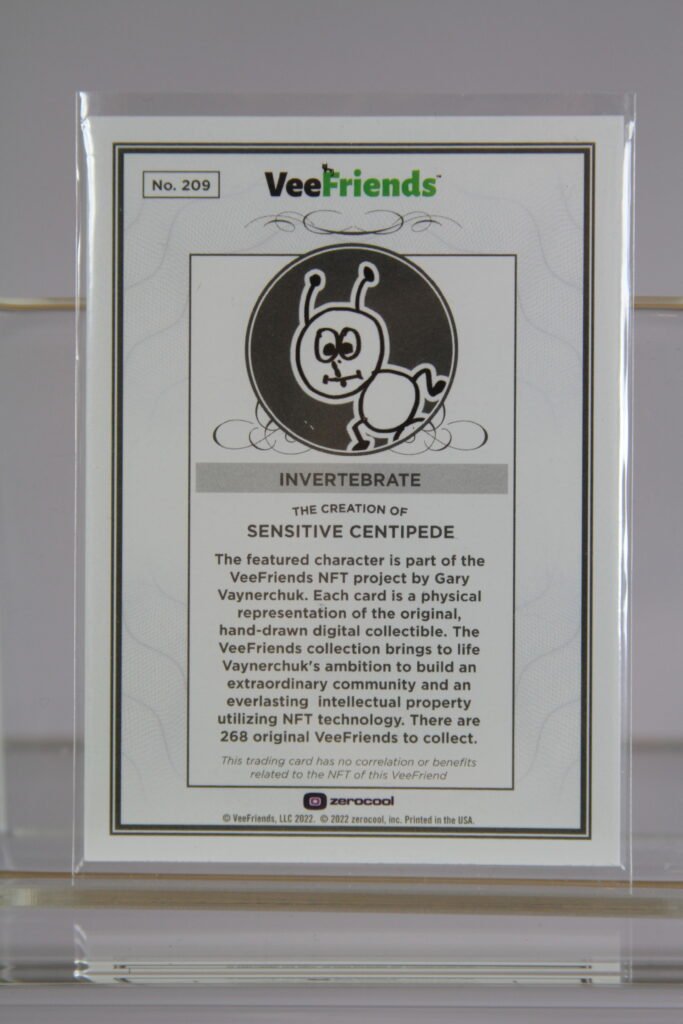 No. 209
VeeFriends™
INVERTEBRATE
THE CREATION OF
SENSITIVE CENTIPEDE
The featured character is part of the
VeeFriends NFT project by Gary
Vaynerchuk. Each card is a physical
representation of the original,
hand-drawn digital collectible. The
VeeFriends collection brings to life
Vaynerchuk's ambition to build an
extraordinary community and an
everlasting intellectual property
utilizing NFT technology. There are
268 original VeeFriends to collect.
This trading card has no correlation or benefits
related to the NFT of this VeeFriend
zerocool
© VeeFriends, LLC 2022. © 2022 zerocool, inc. Printed in the USA.